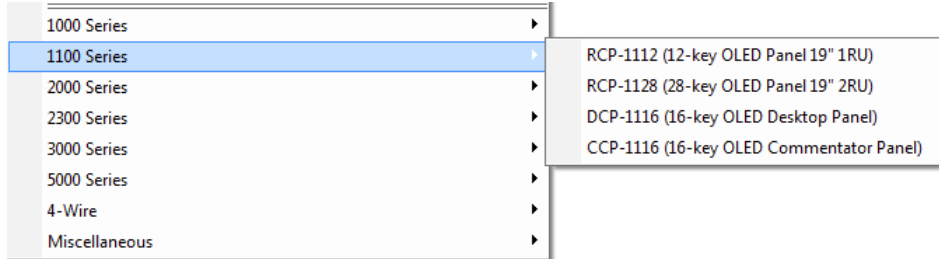 1000 Series
1100 Series
2000 Series
2300 Series
3000 Series
5000 Series
4-Wire
Miscellaneous
RCP-1112 (12-key OLED Panel 19" 1RU)
RCP-1128 (28-key OLED Panel 19" 2RU)
DCP-1116 (16-key OLED Desktop Panel)
CCP-1116 (16-key OLED Commentator Panel)